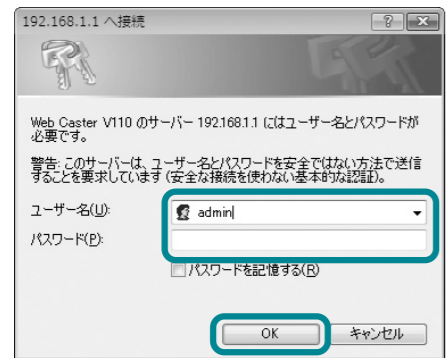 192.168.1.1 へ接続
Web Caster V110 のサーバー 192.168.1.1 にはユーザー名とパスワードが
必要です。
警告: このサーバーは、ユーザー名とパスワードを安全ではない方法で送信
することを要求しています (安全な接続を使わない基本的な認証)。
ユーザー名(U):
admin
パスワード(P):
パスワードを記憶する(R)
OK キャンセル